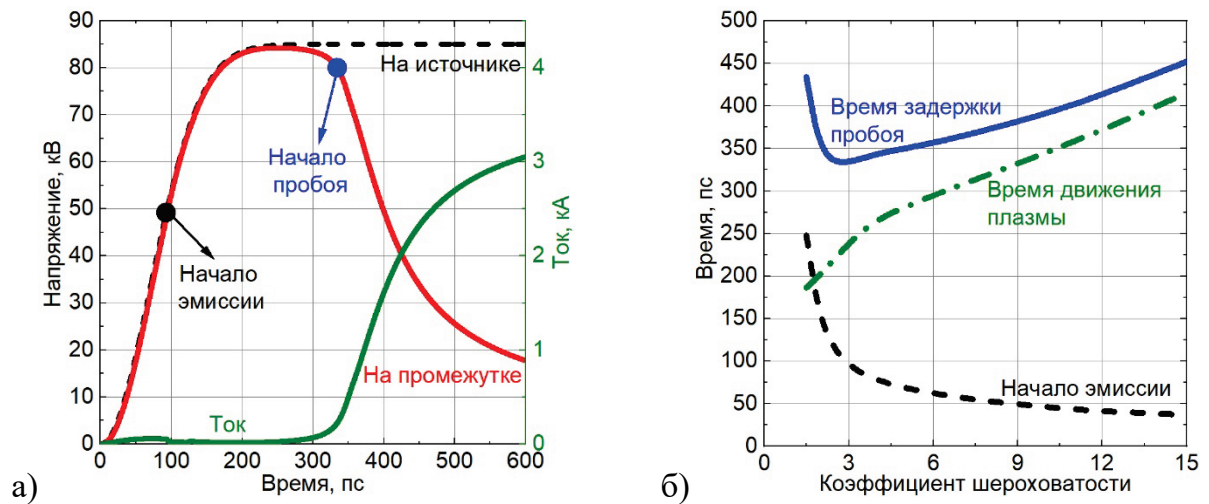 90
80
70
60
50
40
30
20
10
0
Напряжение, кВ
На источнике
Начало
пробоя
Начало
эмиссии
На промежутке
Ток
4
3
2
1
0
Ток, кА
0 100 200 300 400 500 600
Время, пс
а)
500
450
400
350
300
250
200
150
100
50
0
Время, пс
Время задержки
пробоя
Время движения
плазмы
Начало эмиссии
0 3 6 9 12 15
Коэффициент шероховатости
б)